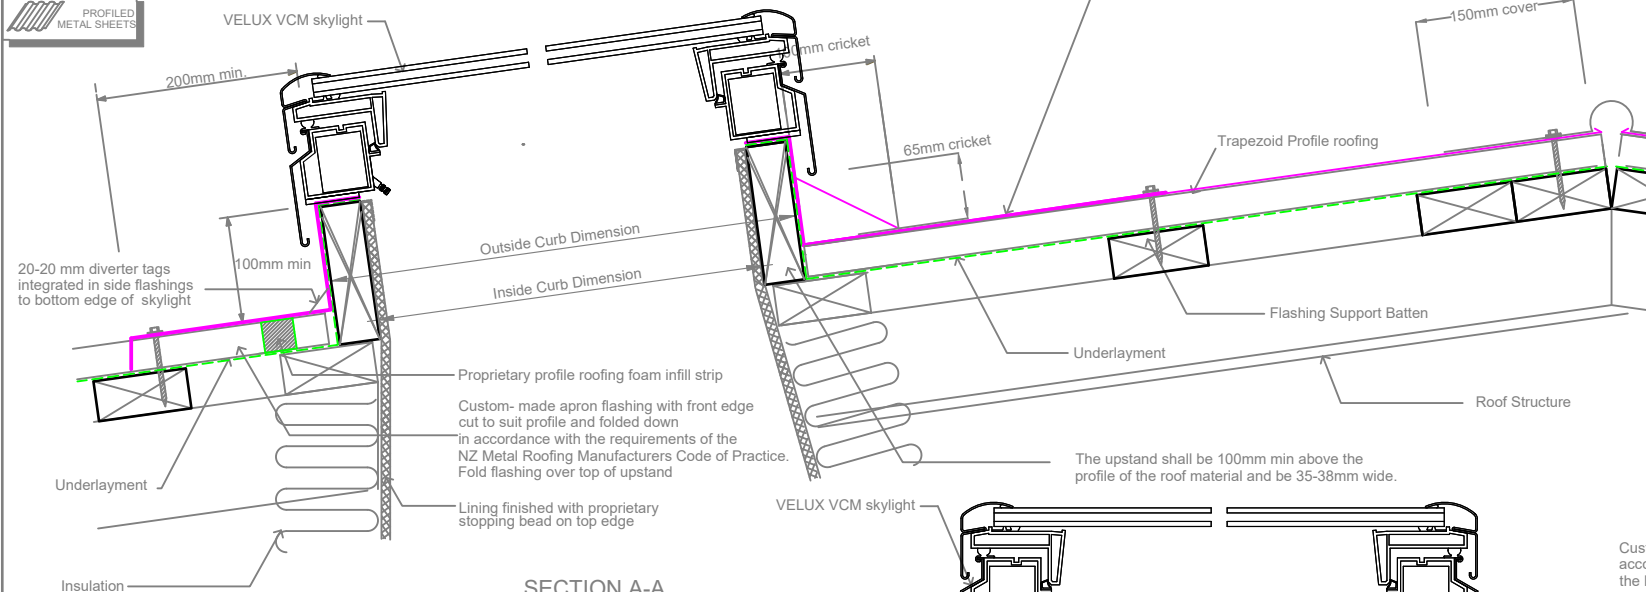 PROFILED
METAL SHEETS
VELUX VCM skylight
200mm min.
cricket
150mm cover
65mm cricket
Trapezoid Profile roofing
Outside Curb Dimension
Inside Curb Dimension
100mm min
20-20 mm diverter tags
integrated in side flashings
to bottom edge of skylight
Flashing Support Batten
Underlayment
Roof Structure
Proprietary profile roofing foam infill strip
Custom- made apron flashing with front edge
cut to suit profile and folded down
in accordance with the requirements of the
NZ Metal Roofing Manufacturers Code of Practice.
Fold flashing over top of upstand
The upstand shall be 100mm min above the
profile of the roof material and be 35-38mm wide.
Underlayment
Lining finished with proprietary
stopping bead on top edge
VELUX VCM skylight
Insulation
SECTION A-A